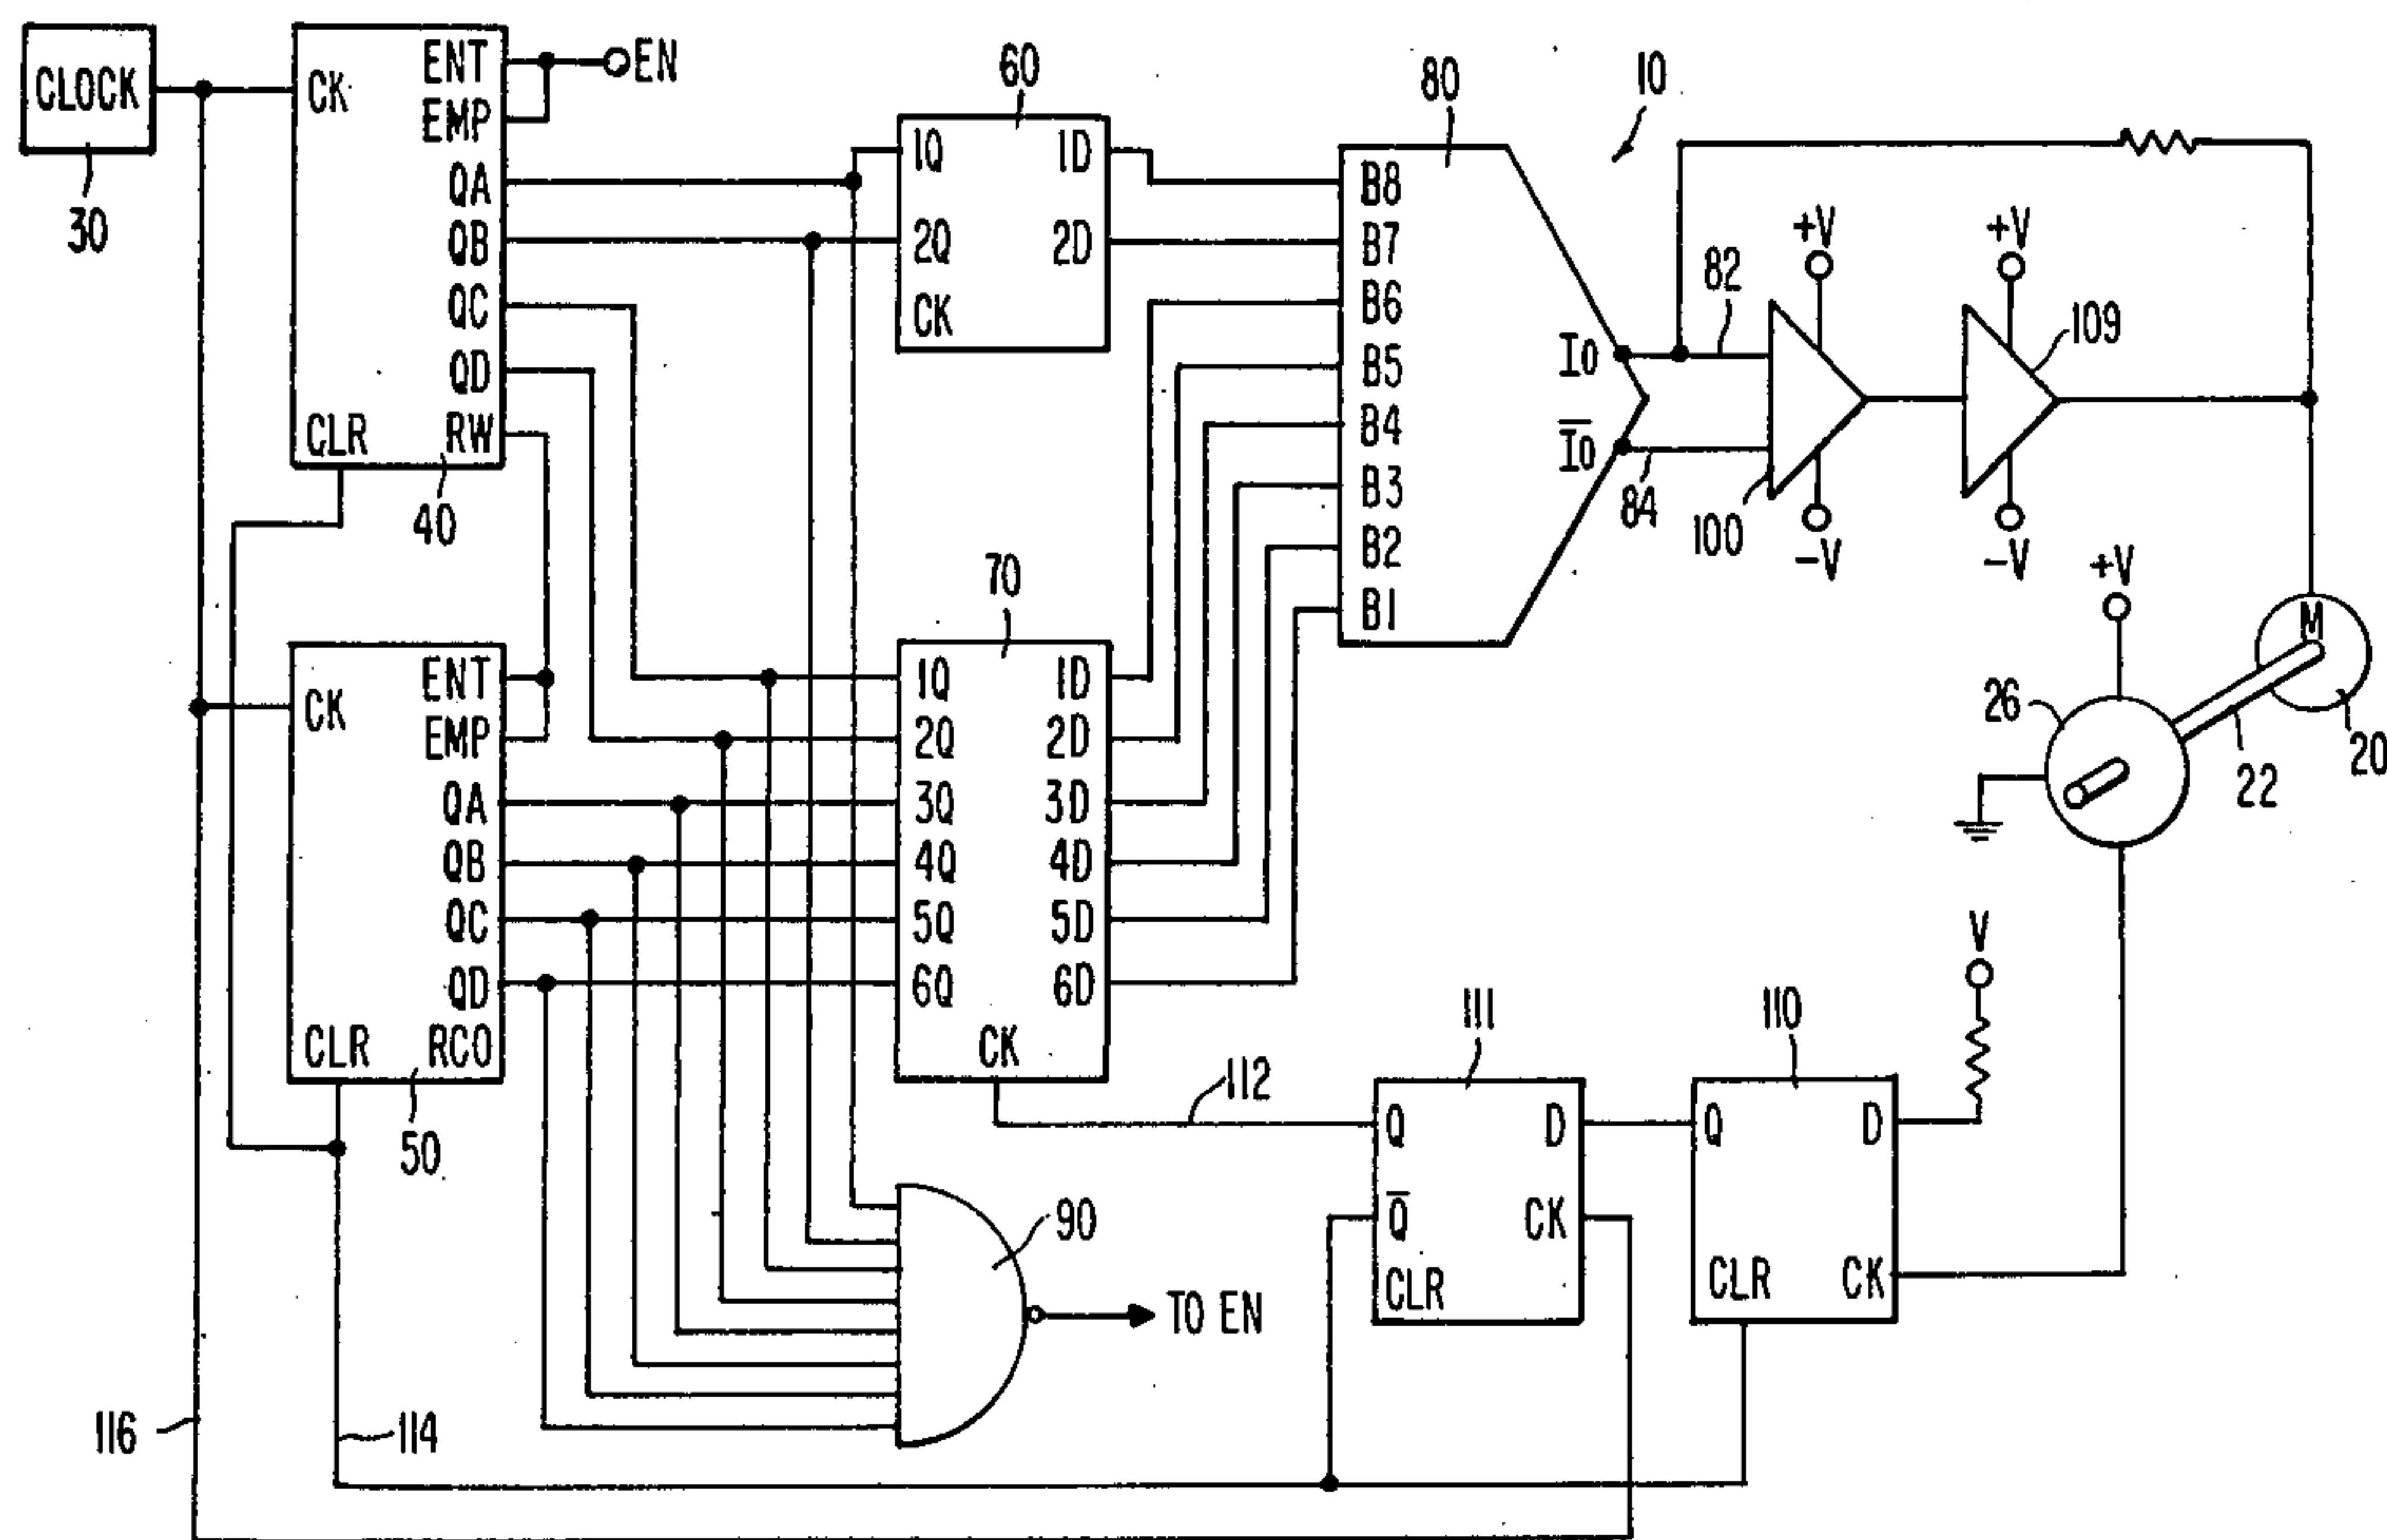 CLOCK
30
CK
ENT
EMP
QA
QB
QC
QD
RW
CLR
40
EN
60
1Q
2Q
CK
1D
2D
80
B8
B7
B6
B5
B4
B3
B2
B1
Io
I̅o
10
82
84
+V
-V
100
+V
-V
109
M
20
22
26
+V
CK
ENT
EMP
QA
QB
QC
QD
RCO
CLR
50
70
1Q
2Q
3Q
4Q
5Q
6Q
1D
2D
3D
4D
5D
6D
CK
112
111
Q
Q̅
CLR
D
CK
110
Q
D
CLR
CK
V
90
TO EN
116
114